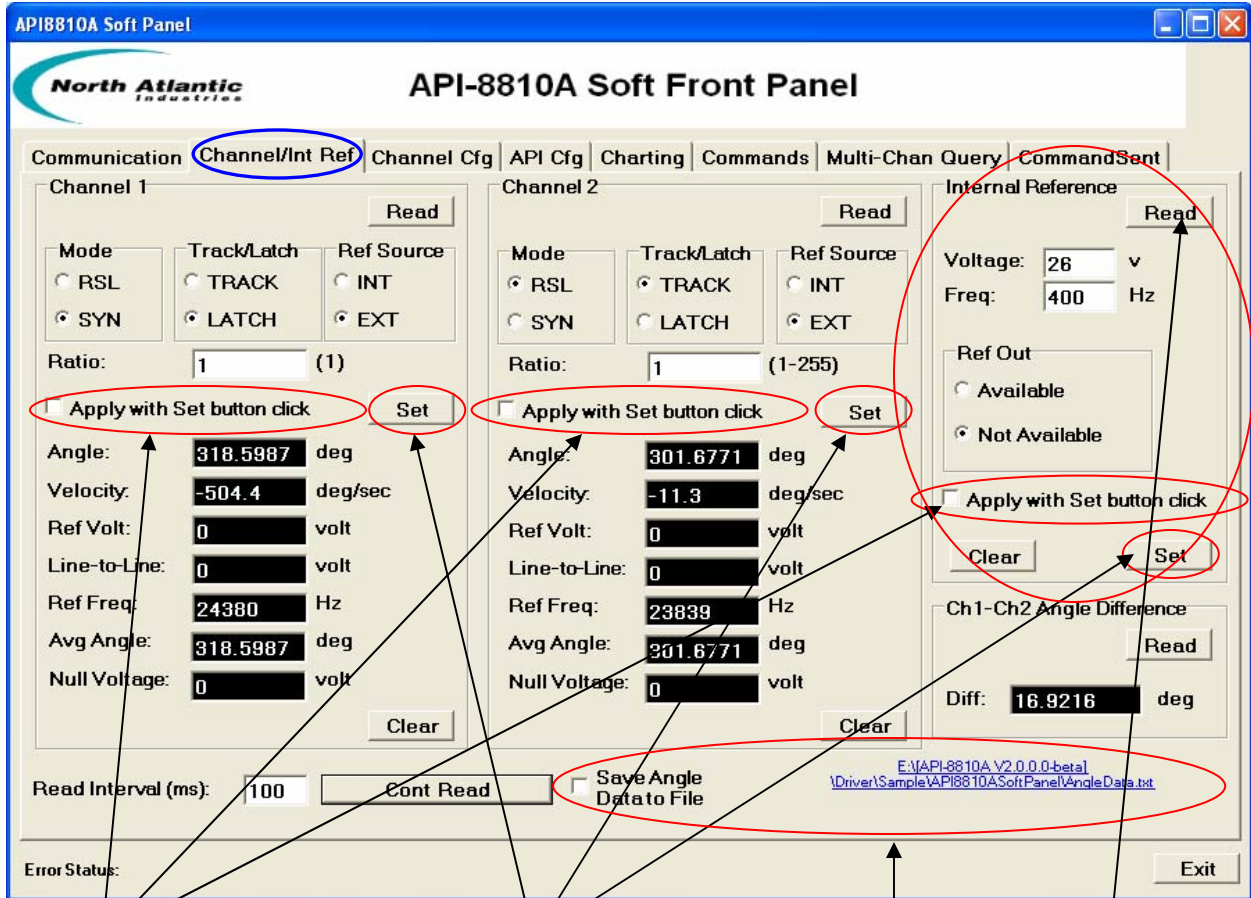 API8810A Soft Panel
North Atlantic
Industries
API-8810A Soft Front Panel
Communication Channel/Int Ref Channel Cfg API Cfg Charting Commands Multi-Chan Query CommandSent
Channel 1
Read
Mode
RSL
SYN
Track/Latch
TRACK
LATCH
Ref Source
INT
EXT
Ratio: 1 (1)
Apply with Set button click Set
Angle: 318.5987 deg
Velocity: -504.4 deg/sec
Ref Volt: 0 volt
Line-to-Line: 0 volt
Ref Freq: 24380 Hz
Avg Angle: 318.5987 deg
Null Voltage: 0 volt
Clear
Channel 2
Read
Mode
RSL
SYN
Track/Latch
TRACK
LATCH
Ref Source
INT
EXT
Ratio: 1 (1-255)
Apply with Set button click Set
Angle: 301.6771 deg
Velocity: -11.3 deg/sec
Ref Volt: 0 volt
Line-to-Line: 0 volt
Ref Freq: 23839 Hz
Avg Angle: 301.6771 deg
Null Voltage: 0 volt
Clear
Internal Reference
Read
Voltage: 26 v
Freq: 400 Hz
Ref Out
Available
Not Available
Apply with Set button click
Clear Set
Ch1-Ch2 Angle Difference
Read
Diff: 16.9216 deg
Read Interval (ms): 100 Cont Read
Save Angle
Data to File
E:\[API-8810A V2.0.0.0-beta]
\Driver\Sample\API8810ASoftPanel\AngleData.txt
Error Status:
Exit